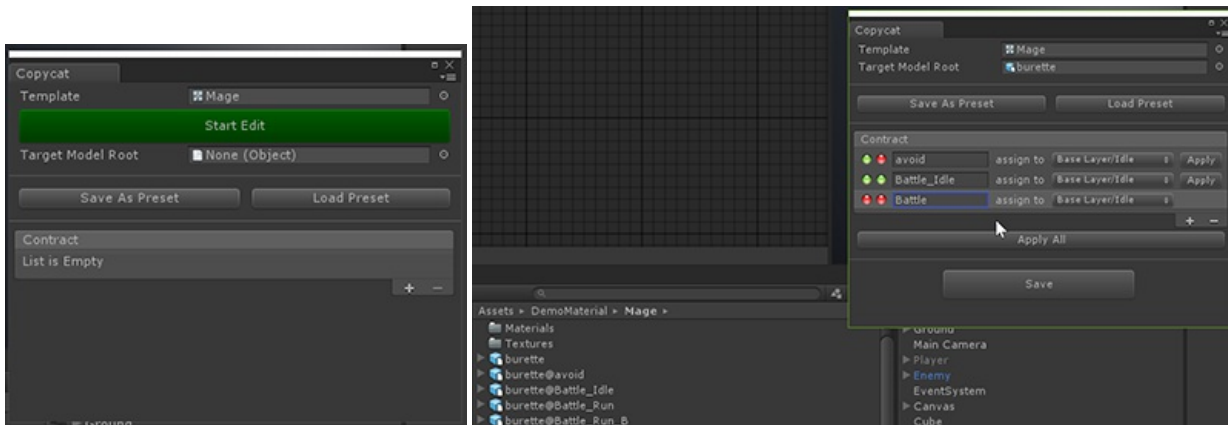 Copycat
Template Mage
Start Edit
Target Model Root None (Object)
Save As Preset Load Preset
Contract
List is Empty
+ −
Ground
Copycat
Template Mage
Target Model Root burette
Save As Preset Load Preset
Contract
avoid assign to Base Layer/Idle Apply
Battle_Idle assign to Base Layer/Idle Apply
Battle assign to Base Layer/Idle
+ −
Apply All
Save
Assets ▸ DemoMaterial ▸ Mage ▸
Materials
Textures
burette
burette@avoid
burette@Battle_Idle
burette@Battle_Run
burette@Battle_Run_B
Ground
Main Camera
Player
Enemy
EventSystem
Canvas
Cube